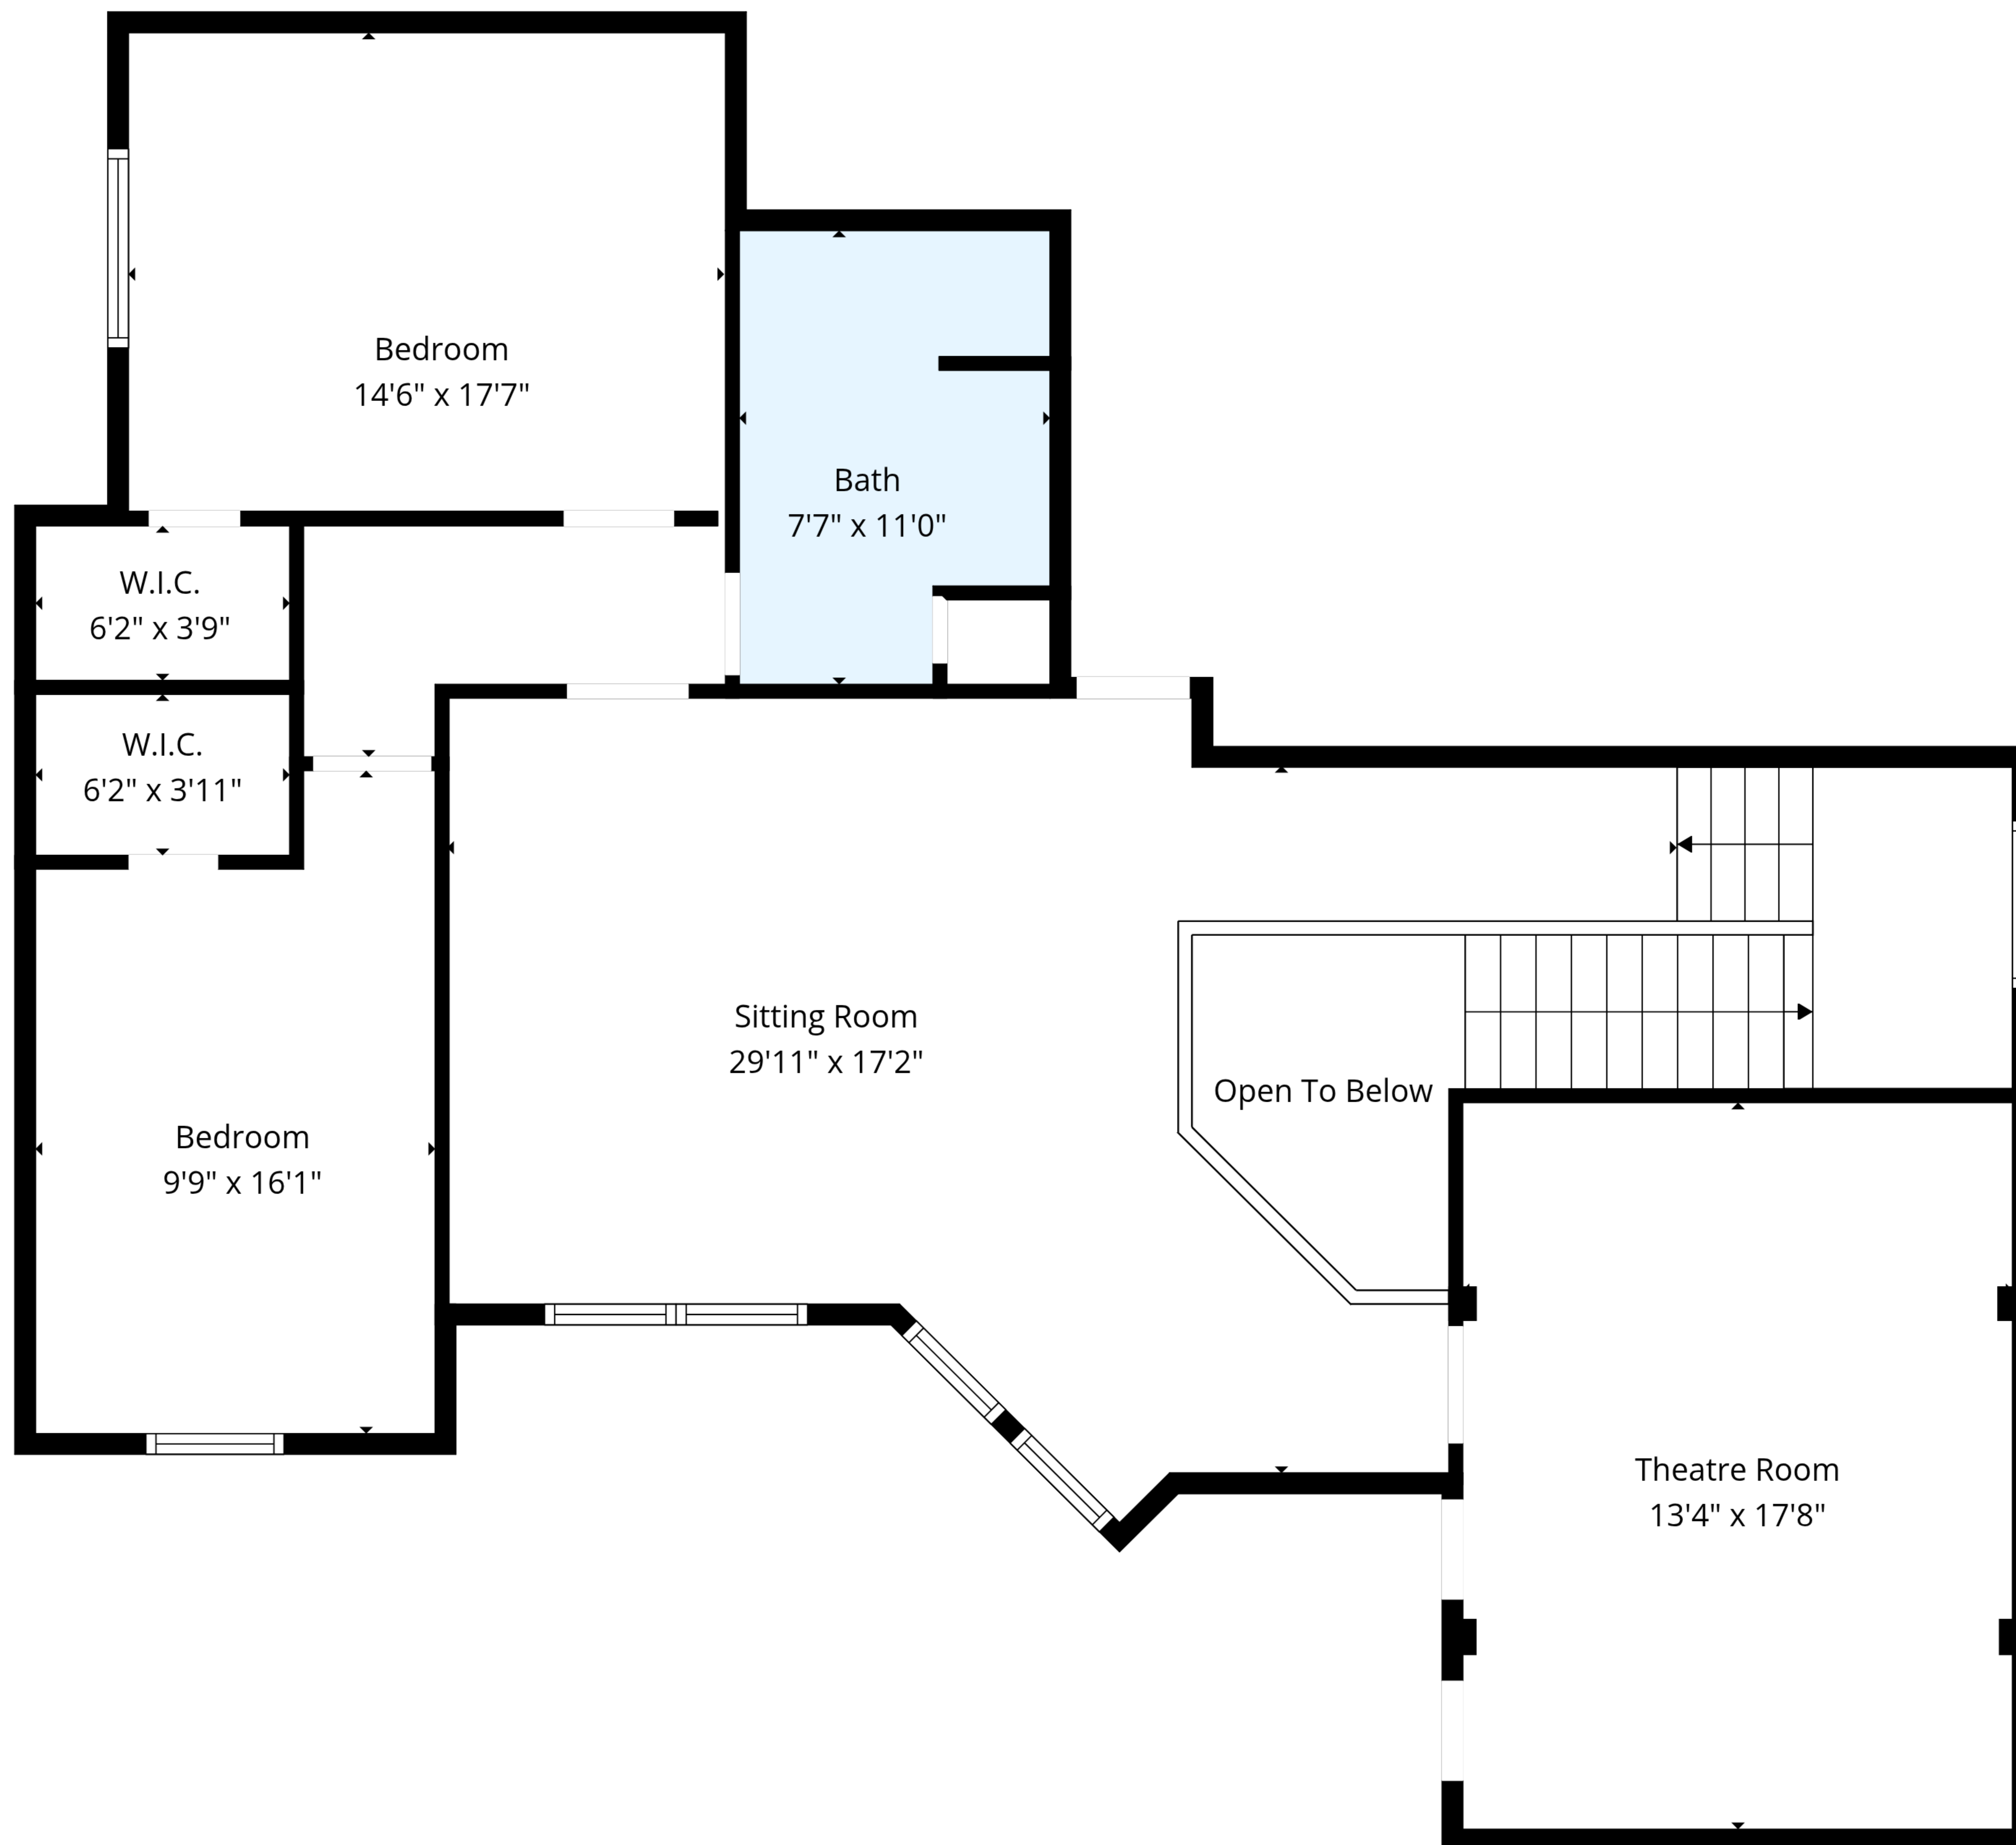 Bedroom
14'6" x 17'7"
Bath
7'7" x 11'0"
W.I.C.
6'2" x 3'9"
W.I.C.
6'2" x 3'11"
Sitting Room
29'11" x 17'2"
Open To Below
Bedroom
9'9" x 16'1"
Theatre Room
13'4" x 17'8"